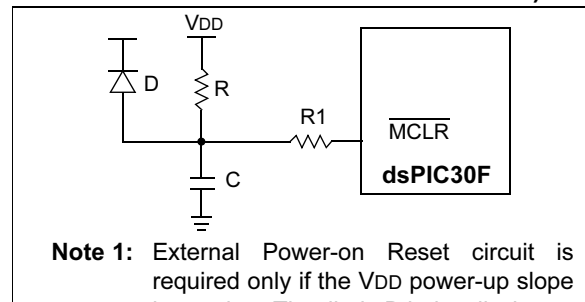 VDD
D
R
R1
MCLR
C
dsPIC30F
Note 1: External Power-on Reset circuit is
required only if the VDD power-up slope